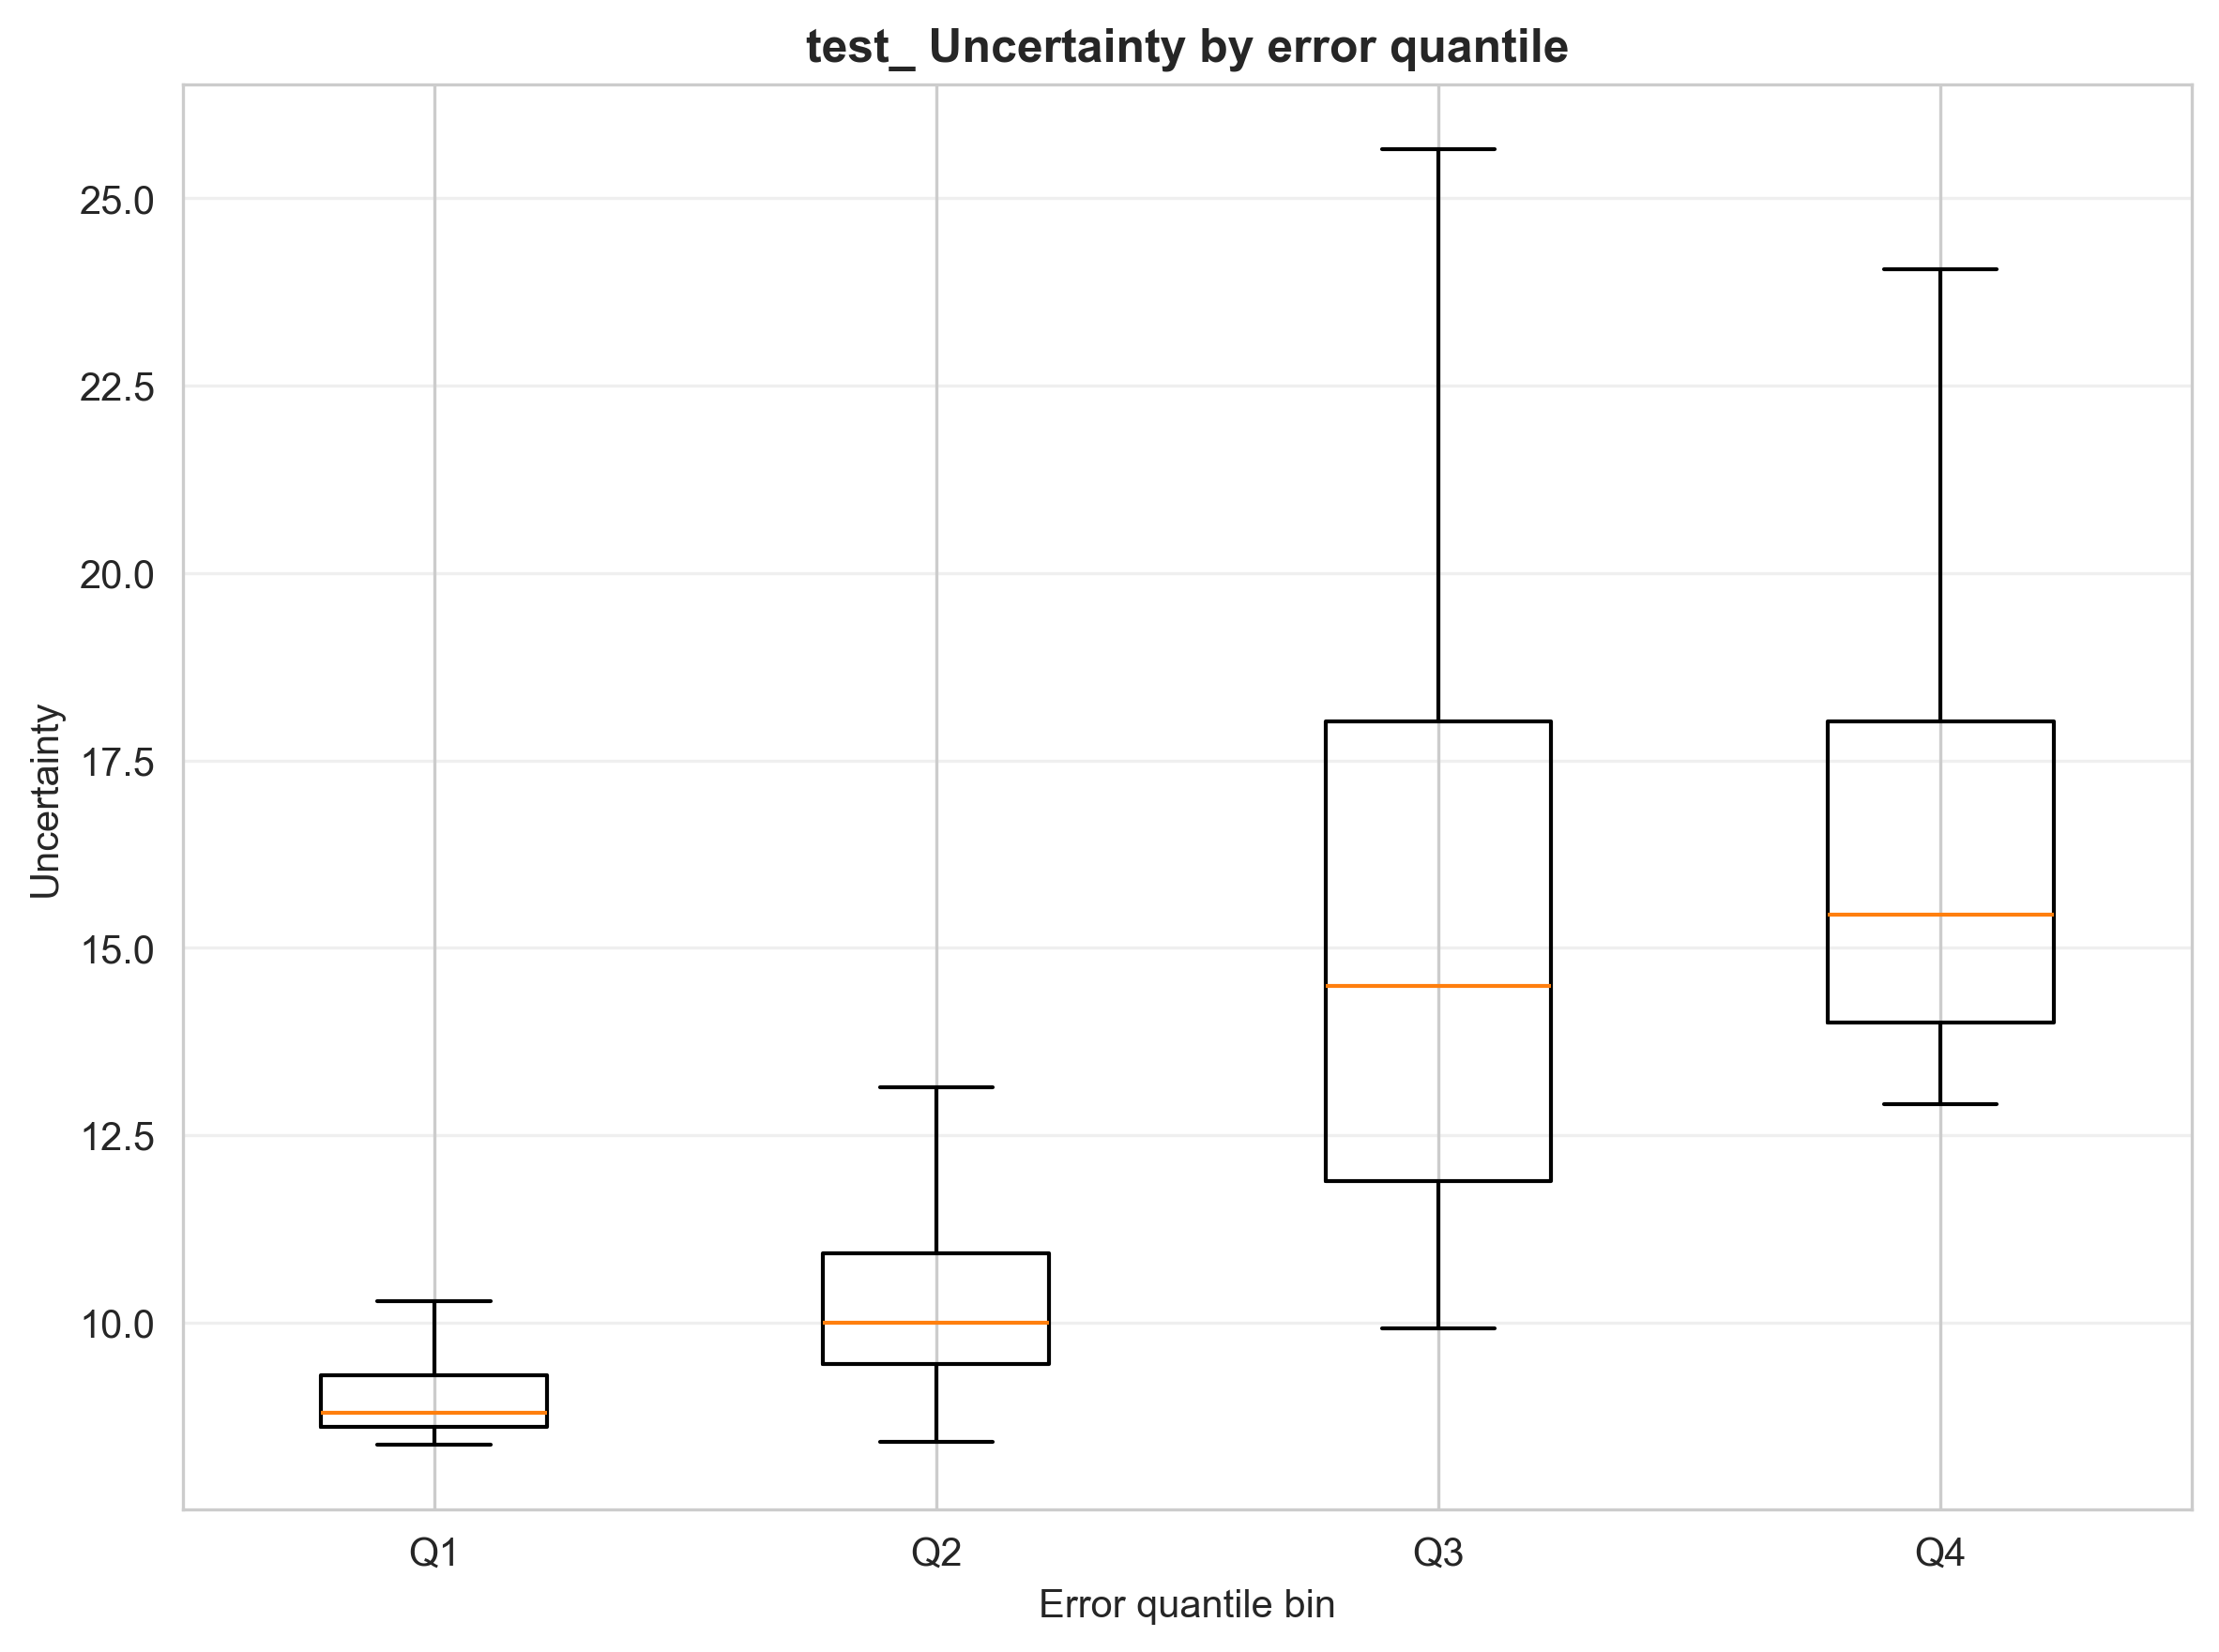 test_ Uncertainty by error quantile
25.0
22.5
20.0
17.5
15.0
12.5
10.0
Uncertainty
Q1 Q2 Q3 Q4
Error quantile bin